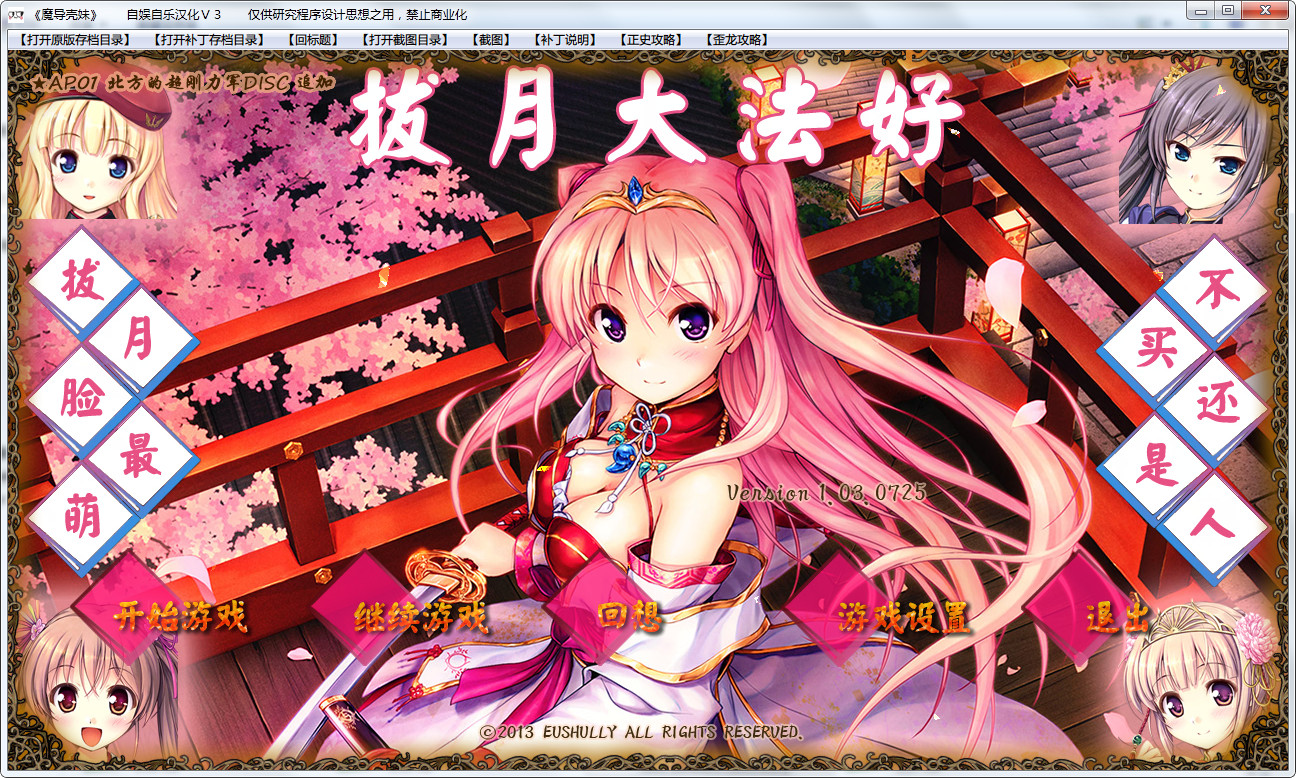 《魔导壳妹》 自娱自乐汉化V 3 仅供研究程序设计思想之用，禁止商业化
【打开原版存档目录】 【打开补丁存档目录】 【回标题】 【打开截图目录】 【截图】 【补丁说明】 【正史攻略】 【歪龙攻略】
★AP01 北方的超刚力军DISC 追加
拔月大法好
拔月脸最萌
不买还是人
Version 1.03.0725
开始游戏 继续游戏 回想 游戏设置 退出
©2013 EUSHULLY ALL RIGHTS RESERVED.